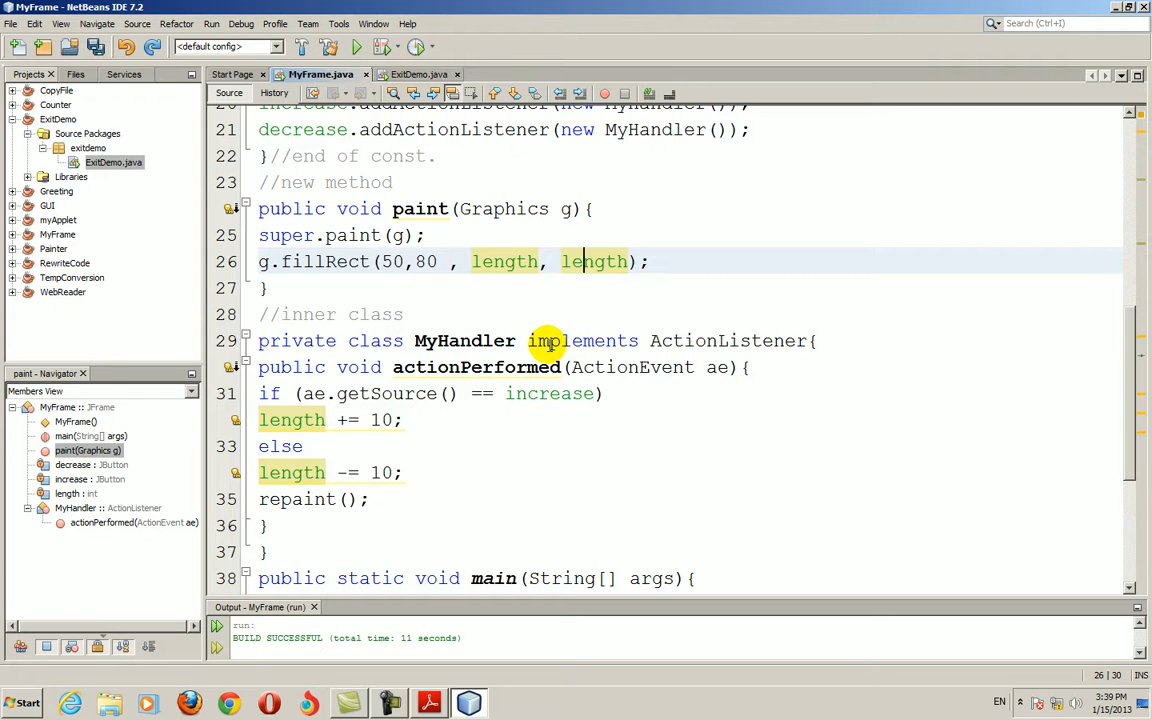 MyFrame - NetBeans IDE 7.2
File Edit View Navigate Source Refactor Run Debug Profile Team Tools Window Help
<default config>
Search (Ctrl+I)
Projects Files Services
Start Page MyFrame.java ExitDemo.java
Source History
CopyFile
Counter
ExitDemo
Source Packages
exitdemo
ExitDemo.java
Libraries
Greeting
GUI
myApplet
MyFrame
Painter
RewriteCode
TempConversion
WebReader
paint - Navigator
Members View
MyFrame :: JFrame
MyFrame()
main(String[] args)
paint(Graphics g)
decrease : JButton
increase : JButton
length : int
MyHandler :: ActionListener
actionPerformed(ActionEvent ae)
20 increase.addActionListener(new MyHandler());
21 decrease.addActionListener(new MyHandler());
22 }//end of const.
23 //new method
public void paint(Graphics g){
25 super.paint(g);
26 g.fillRect(50,80 , length, length);
27 }
28 //inner class
29 private class MyHandler implements ActionListener{
public void actionPerformed(ActionEvent ae){
31 if (ae.getSource() == increase)
length += 10;
33 else
length -= 10;
35 repaint();
36 }
37 }
38 public static void main(String[] args){
Output - MyFrame (run)
run:
BUILD SUCCESSFUL (total time: 11 seconds)
26 | 30 INS
Start
EN
3:39 PM
1/15/2013